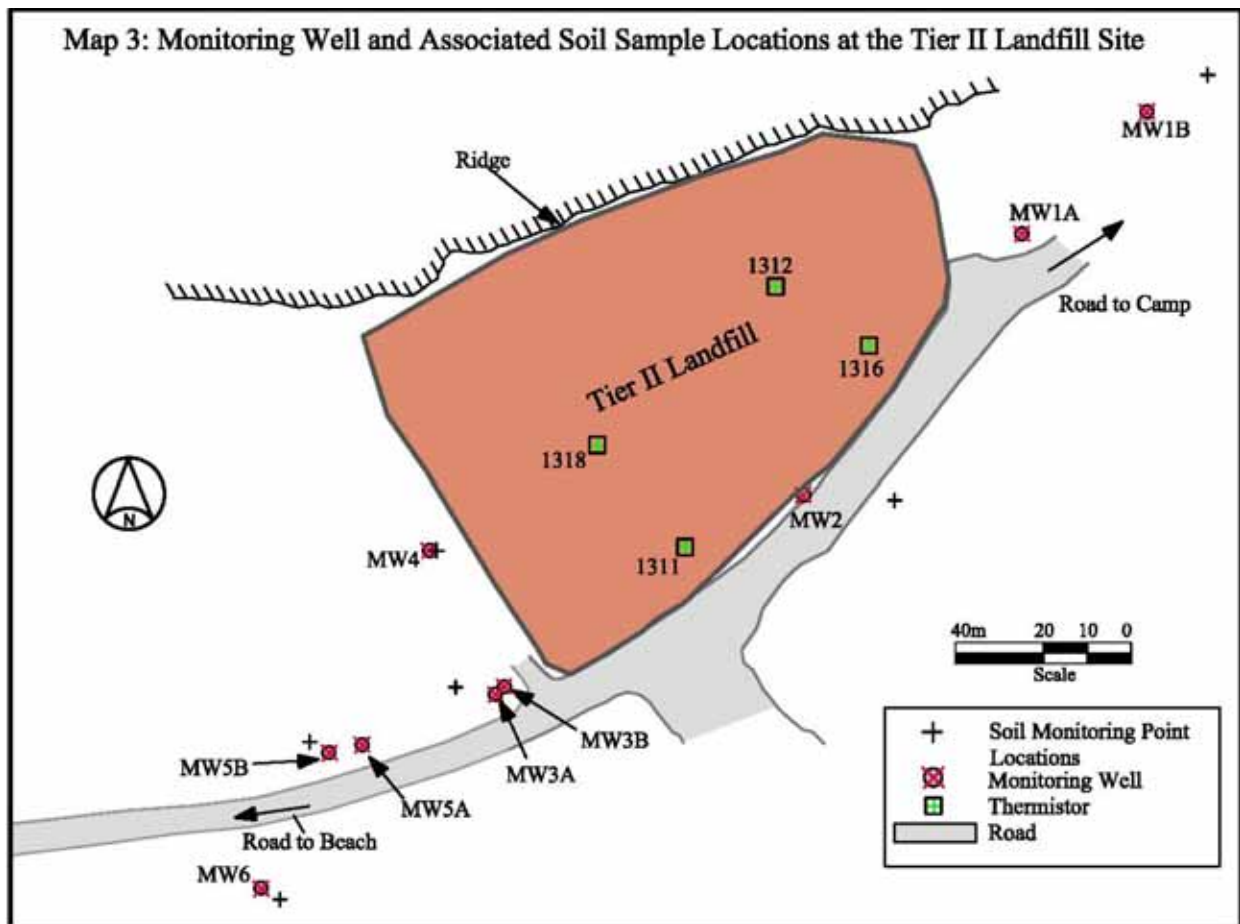 Map 3: Monitoring Well and Associated Soil Sample Locations at the Tier II Landfill Site
MW1B
Ridge
MW1A
1312
Road to Camp
1316
Tier II Landfill
1318
MW2
MW4
1311
40m 20 10 0
Scale
MW3B
MW5B
MW3A
MW5A
Road to Beach
MW6
N
Soil Monitoring Point
Locations
Monitoring Well
Thermistor
Road